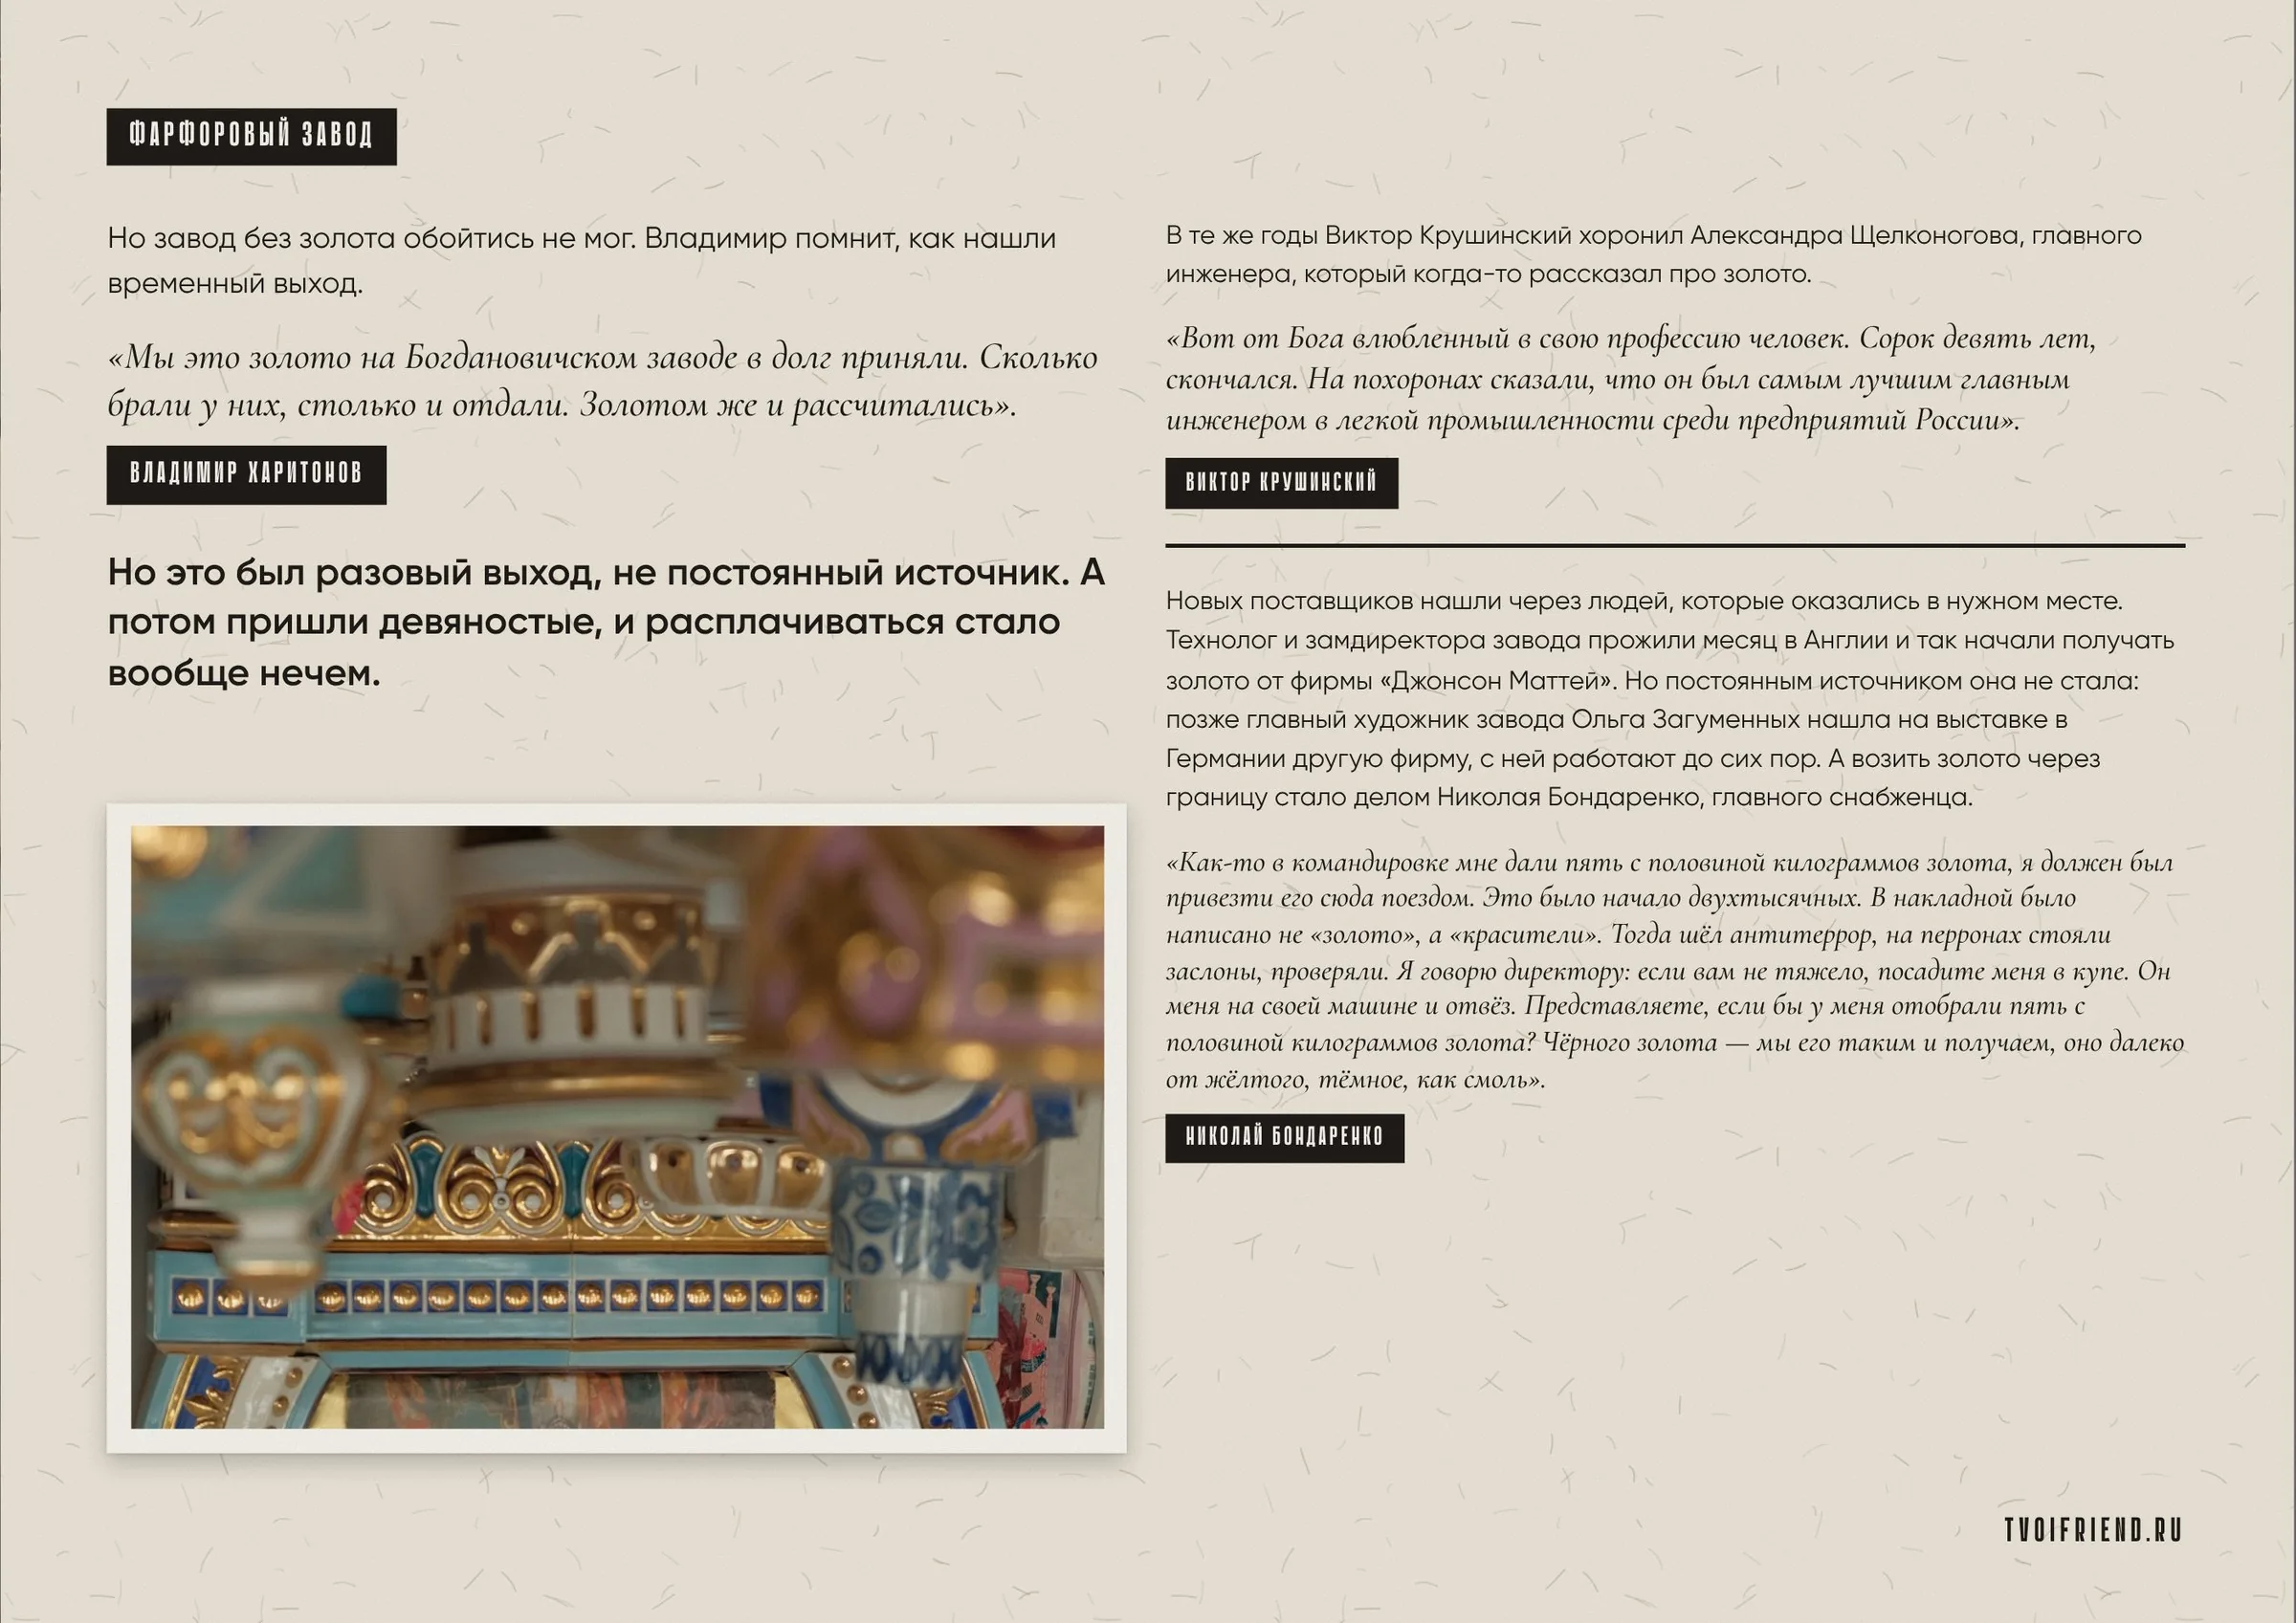 ФАРФОРОВЫЙ ЗАВОД
Но завод без золота обойтись не мог. Владимир помнит, как нашли
временный выход.
«Мы это золото на Богдановичском заводе в долг приняли. Сколько
брали у них, столько и отдали. Золотом же и рассчитались».
ВЛАДИМИР ХАРИТОНОВ
Но это был разовый выход, не постоянный источник. А
потом пришли девяностые, и расплачиваться стало
вообще нечем.
В те же годы Виктор Крушинский хоронил Александра Щелконогова, главного
инженера, который когда-то рассказал про золото.
«Вот от Бога влюбленный в свою профессию человек. Сорок девять лет,
скончался. На похоронах сказали, что он был самым лучшим главным
инженером в легкой промышленности среди предприятий России».
ВИКТОР КРУШИНСКИЙ
Новых поставщиков нашли через людей, которые оказались в нужном месте.
Технолог и замдиректора завода прожили месяц в Англии и так начали получать
золото от фирмы «Джонсон Маттей». Но постоянным источником она не стала:
позже главный художник завода Ольга Загуменных нашла на выставке в
Германии другую фирму, с ней работают до сих пор. А возить золото через
границу стало делом Николая Бондаренко, главного снабженца.
«Как-то в командировке мне дали пять с половиной килограммов золота, я должен был
привезти его сюда поездом. Это было начало двухтысячных. В накладной было
написано не «золото», а «красители». Тогда шёл антитеррор, на перронах стояли
заслоны, проверяли. Я говорю директору: если вам не тяжело, посадите меня в купе. Он
меня на своей машине и отвёз. Представляете, если бы у меня отобрали пять с
половиной килограммов золота? Чёрного золота — мы его таким и получаем, оно далеко
от жёлтого, тёмное, как смоль».
НИКОЛАЙ БОНДАРЕНКО
TVOIFRIEND.RU